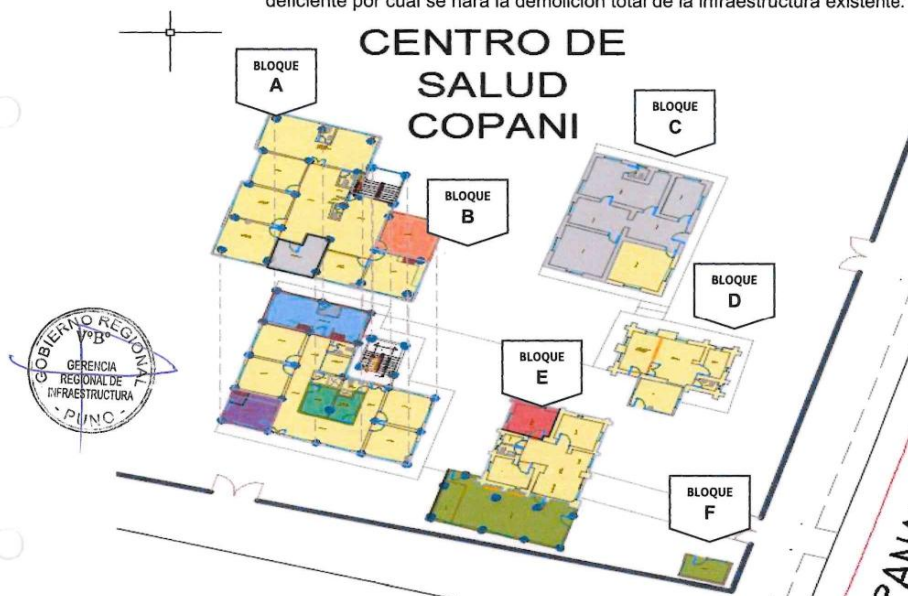 deficiente por cual se hará la demolición total de la infraestructura existente.
CENTRO DE
SALUD
COPANI
BLOQUE
A
BLOQUE
B
BLOQUE
C
BLOQUE
D
BLOQUE
E
BLOQUE
F
GOBIERNO REGIONAL
VºBº
GERENCIA
REGIONAL DE
INFRAESTRUCTURA
- PUNO -